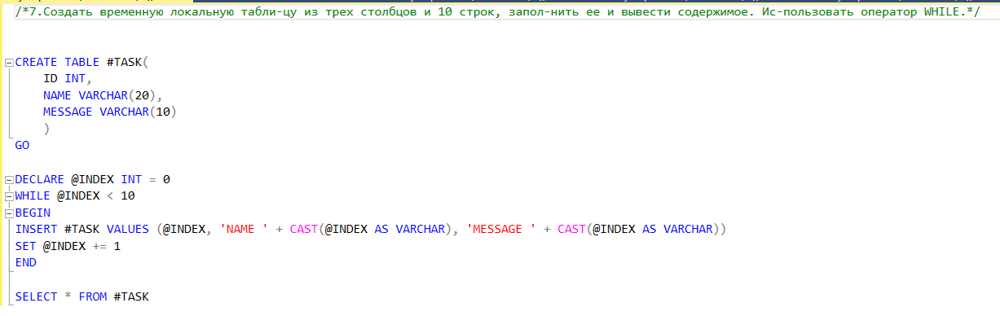 /*7.Создать временную локальную табли-цу из трех столбцов и 10 строк, запол-нить ее и вывести содержимое. Ис-пользовать оператор WHILE.*/
CREATE TABLE #TASK(
ID INT,
NAME VARCHAR(20),
MESSAGE VARCHAR(10)
)
GO
DECLARE @INDEX INT = 0
WHILE @INDEX < 10
BEGIN
INSERT #TASK VALUES (@INDEX, 'NAME ' + CAST(@INDEX AS VARCHAR), 'MESSAGE ' + CAST(@INDEX AS VARCHAR))
SET @INDEX += 1
END
SELECT * FROM #TASK